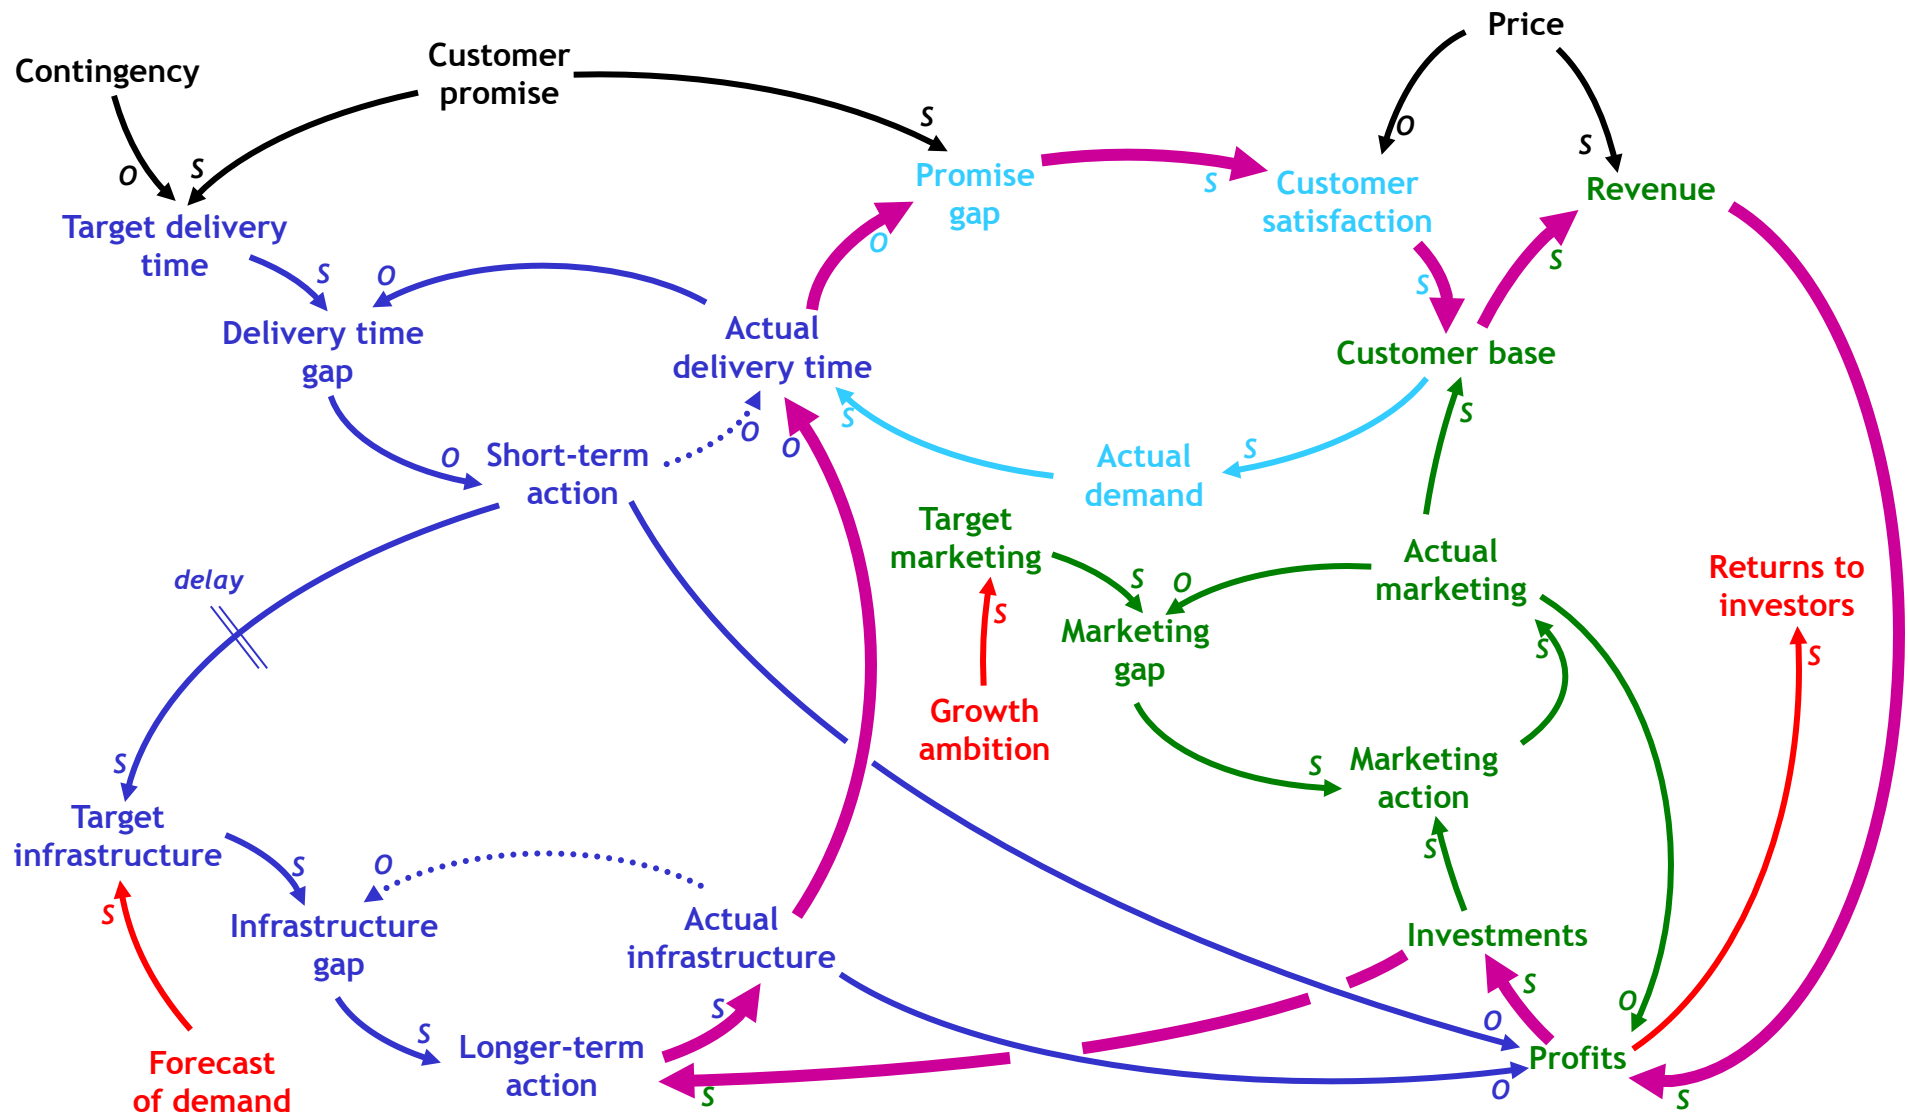 Price
Customer
promise
Contingency
S
O
S
O
S
Promise
gap
S
Customer
satisfaction
Revenue
O
Target delivery
time
S
O
S
O
S
S
Delivery time
gap
Actual
delivery time
Customer base
S
S
O
O
O
S
Short-term
action
Actual
demand
Target
marketing
Actual
marketing
delay
S
O
Returns to
investors
S
Marketing
gap
S
S
Growth
ambition
S
S
Marketing
action
Target
infrastructure
S
S
O
S
Infrastructure
gap
Actual
infrastructure
Investments
S
O
S
S
O
Longer-term
action
Profits
Forecast
of demand
S
O
S